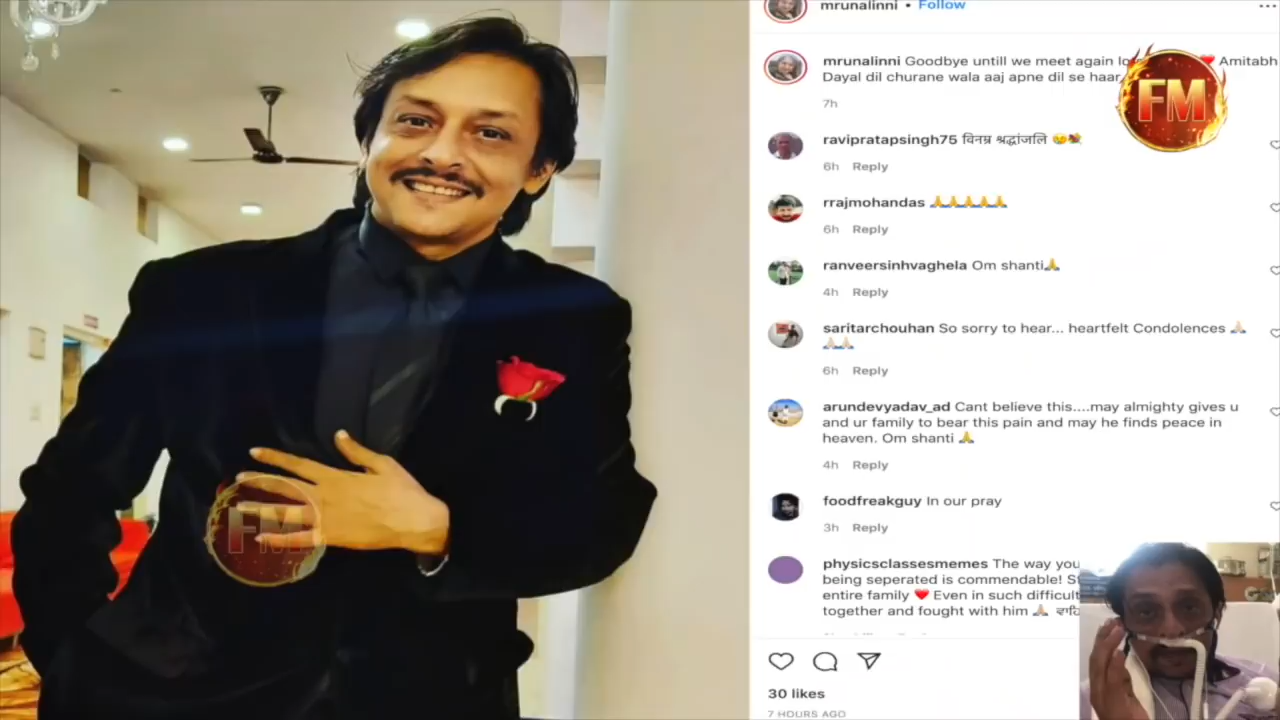 mrunalinni • Follow
mrunalinni Goodbye untill we meet again Amitabh
Dayal dil churane wala aaj apne dil se haar
FM
7h
ravipratapsingh75 विनम्र श्रद्धांजलि 😢💐
6h Reply
rrajmohandas 🙏🙏🙏🙏🙏
6h Reply
ranveersinhvaghela Om shanti🙏
4h Reply
saritarchouhan So sorry to hear... heartfelt Condolences 🙏🏻
🙏🏻🙏🏻
6h Reply
arundevyadav_ad Cant believe this....may almighty gives u
and ur family to bear this pain and may he finds peace in
heaven. Om shanti 🙏
4h Reply
foodfreakguy In our pray
3h Reply
physicsclassesmemes The way you
being seperated is commendable!
entire family ❤️ Even in such difficult
together and fought with him 🙏🏻
30 likes
7 HOURS AGO
FM